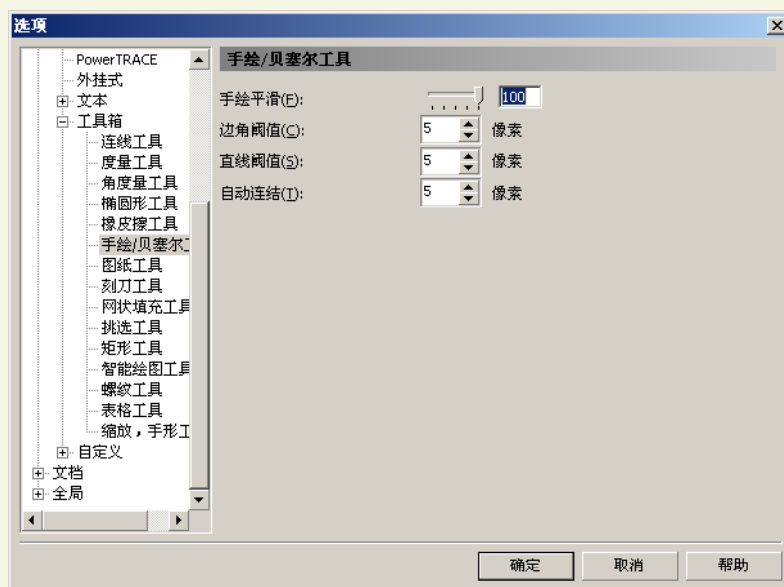 选项
PowerTRACE
外挂式
文本
工具箱
连线工具
度量工具
角度量工具
椭圆形工具
橡皮擦工具
手绘/贝塞尔工
图纸工具
刻刀工具
网状填充工具
挑选工具
矩形工具
智能绘图工具
螺纹工具
表格工具
缩放，手形工
自定义
文档
全局
手绘/贝塞尔工具
手绘平滑(F): 100
边角阈值(C): 5 像素
直线阈值(S): 5 像素
自动连结(T): 5 像素
确定 取消 帮助